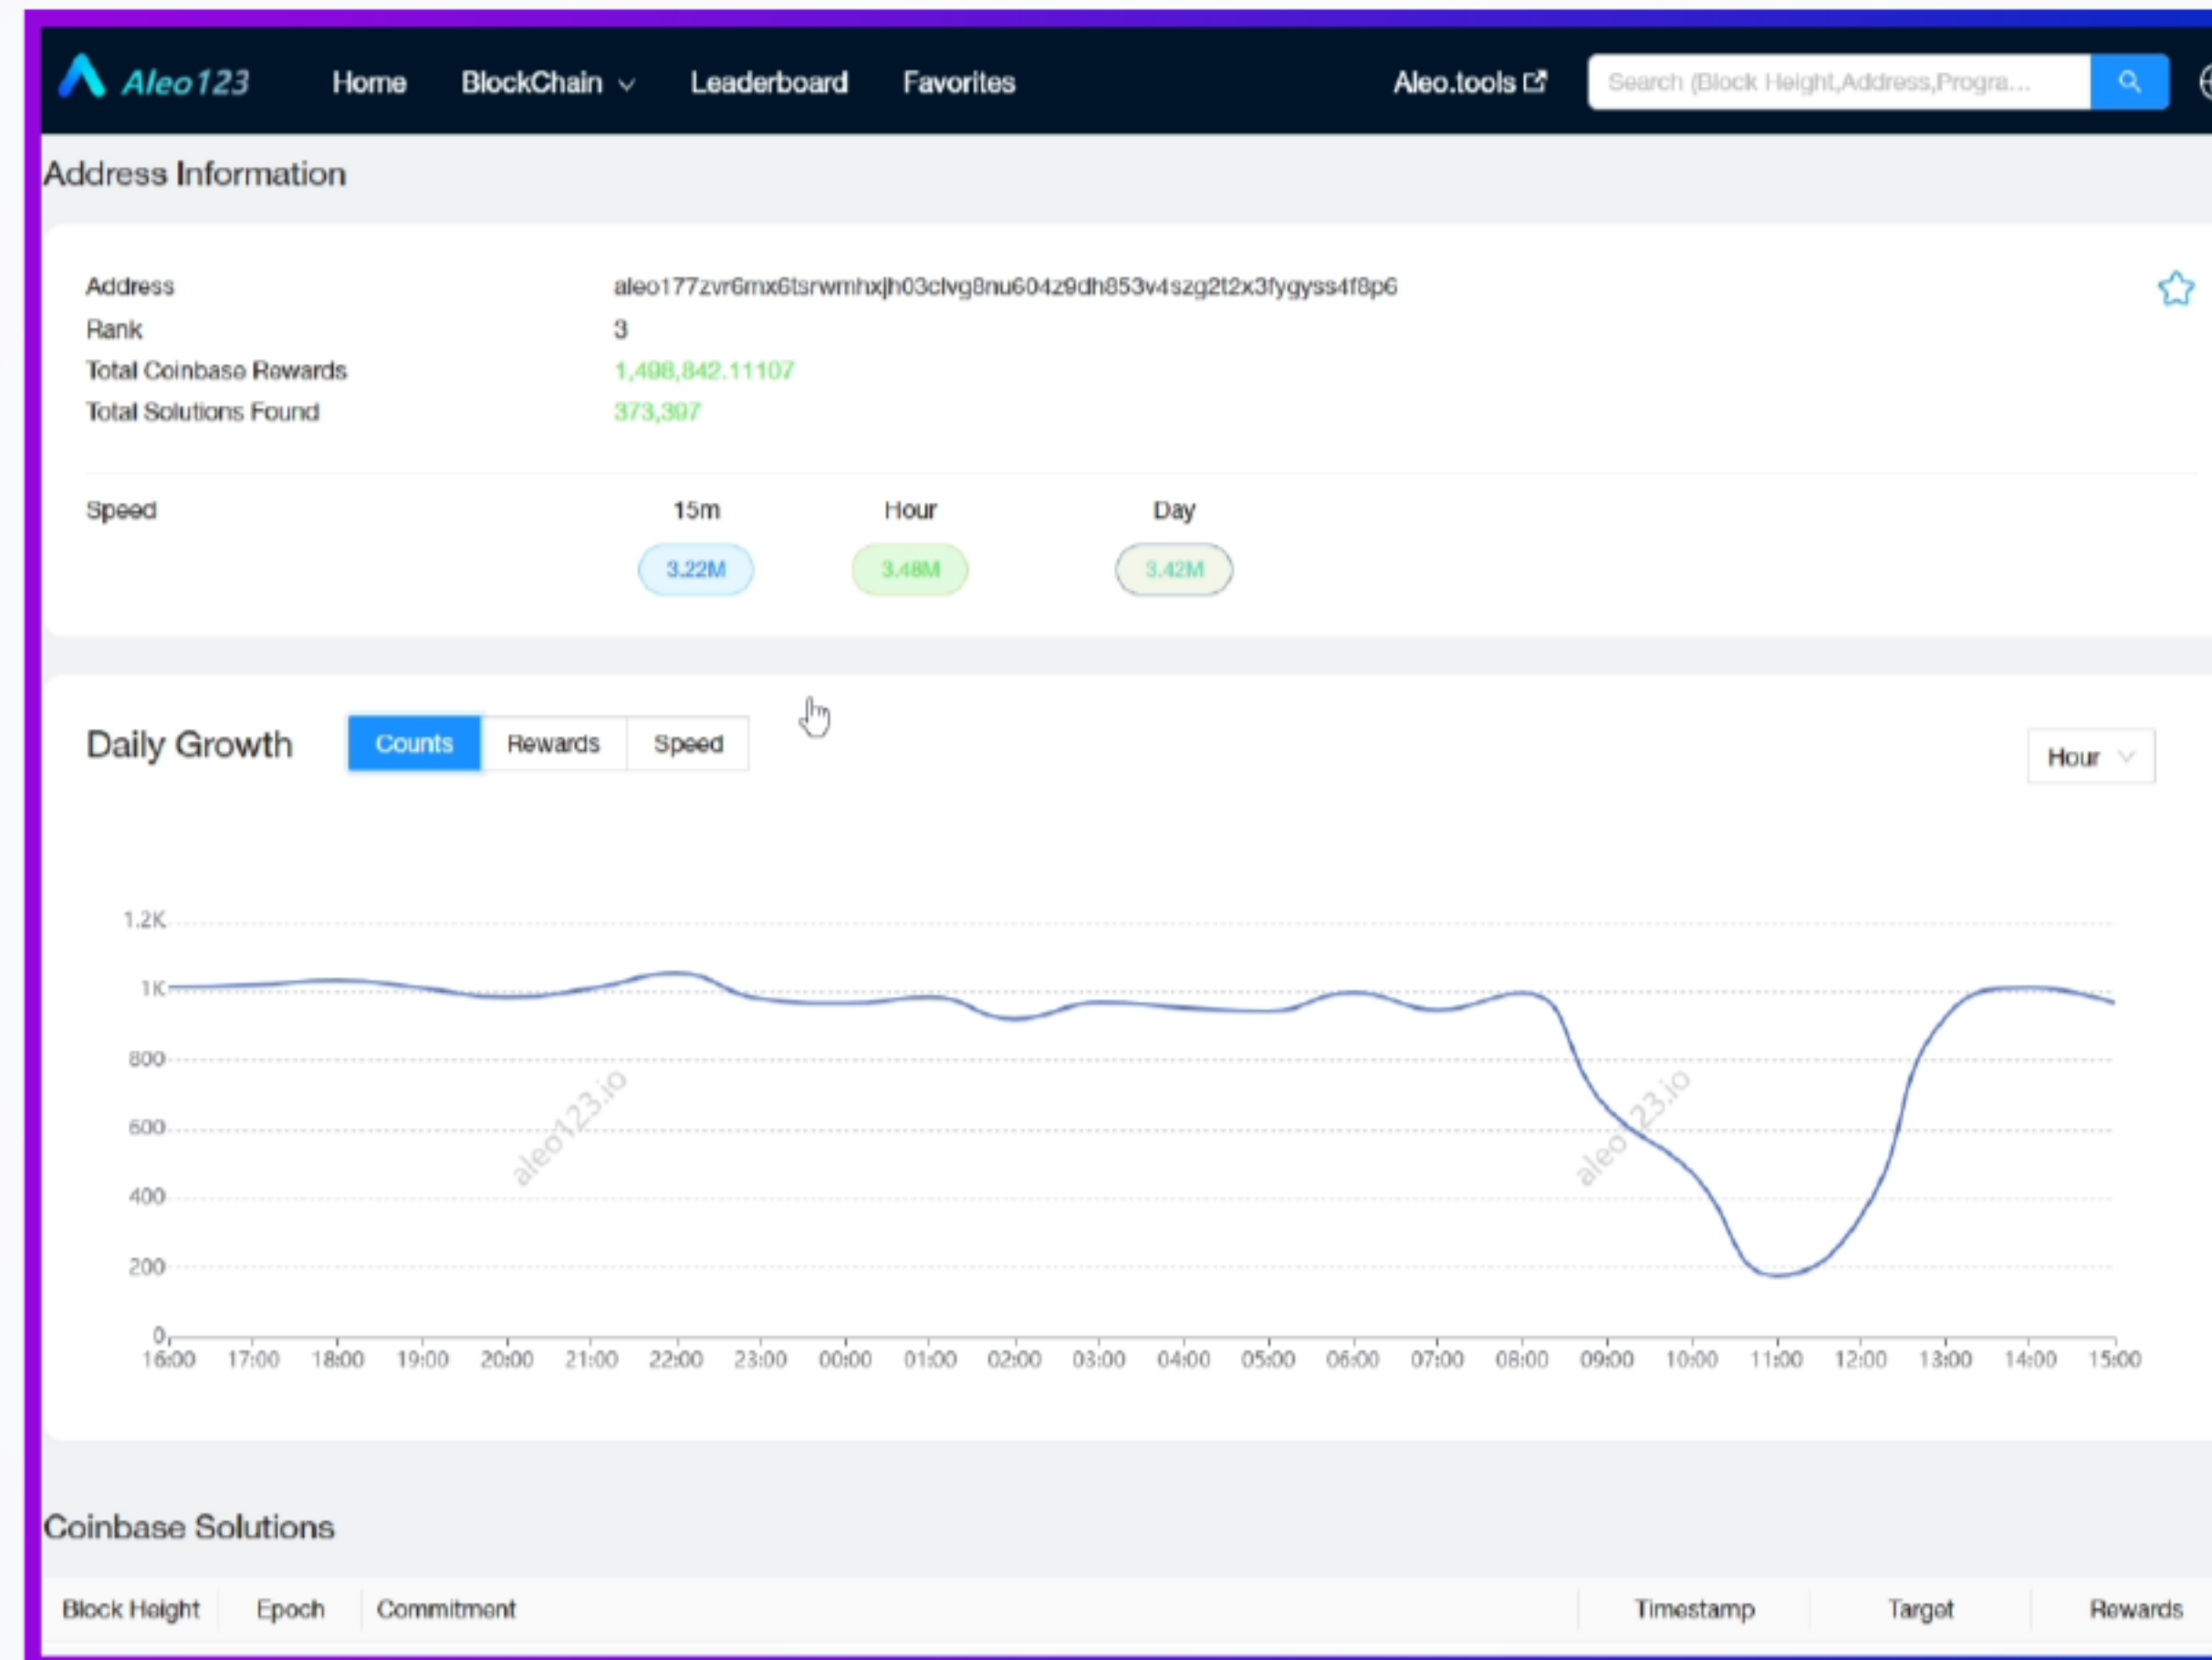 Aleo123 Home BlockChain Leaderboard Favorites Aleo.tools Search (Block Height,Address,Progra...
Address Information
Address aleo177zvr6mx6tsrwmhxjh03clvg8nu604z9dh853v4szg2t2x3fygyss4f8p6
Rank 3
Total Coinbase Rewards 1,498,842.11107
Total Solutions Found 373,397
Speed 15m Hour Day
3.22M 3.48M 3.42M
Daily Growth Counts Rewards Speed
Hour
1.2K
1K
800
aleo123.io aleo123.io
600
400
200
0
16:00 17:00 18:00 19:00 20:00 21:00 22:00 23:00 00:00 01:00 02:00 03:00 04:00 05:00 06:00 07:00 08:00 09:00 10:00 11:00 12:00 13:00 14:00 15:00
Coinbase Solutions
Block Height Epoch Commitment Timestamp Target Rewards